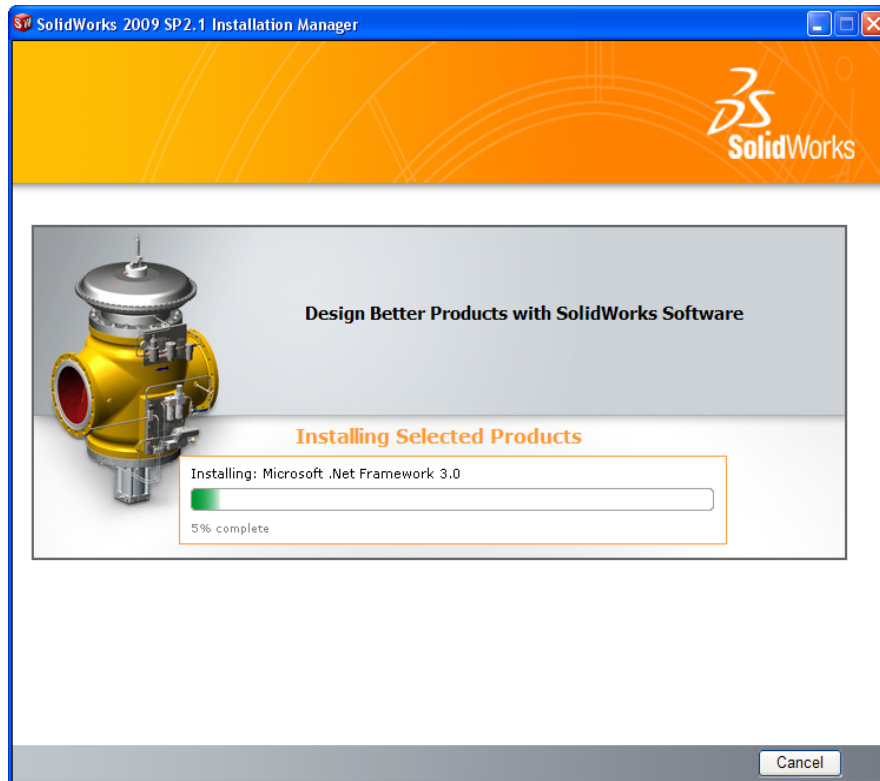 SolidWorks 2009 SP2.1 Installation Manager
SolidWorks
Design Better Products with SolidWorks Software
Installing Selected Products
Installing: Microsoft .Net Framework 3.0
5% complete
Cancel